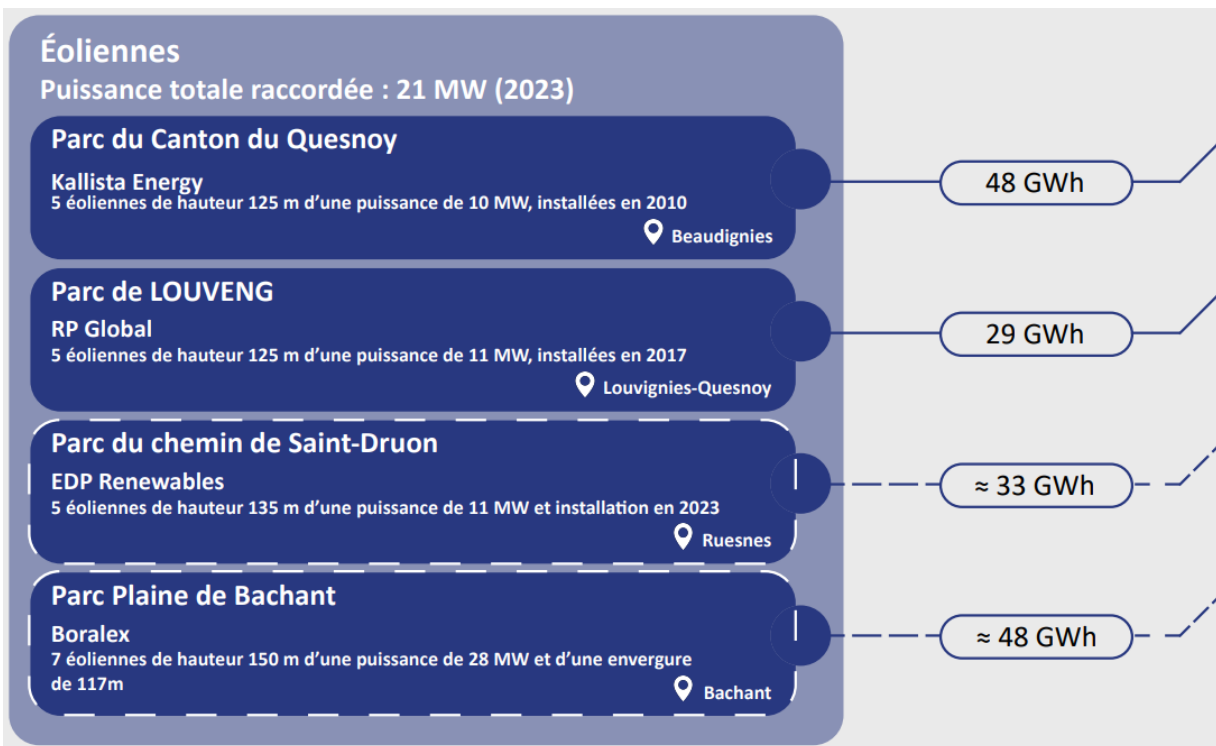 Éoliennes
Puissance totale raccordée : 21 MW (2023)
Parc du Canton du Quesnoy
Kallista Energy
5 éoliennes de hauteur 125 m d’une puissance de 10 MW, installées en 2010
Beaudignies
48 GWh
Parc de LOUVENG
RP Global
5 éoliennes de hauteur 125 m d’une puissance de 11 MW, installées en 2017
Louvignies-Quesnoy
29 GWh
Parc du chemin de Saint-Druon
EDP Renewables
5 éoliennes de hauteur 135 m d’une puissance de 11 MW et installation en 2023
Ruesnes
≈ 33 GWh
Parc Plaine de Bachant
Boralex
7 éoliennes de hauteur 150 m d’une puissance de 28 MW et d’une envergure
de 117m
Bachant
≈ 48 GWh